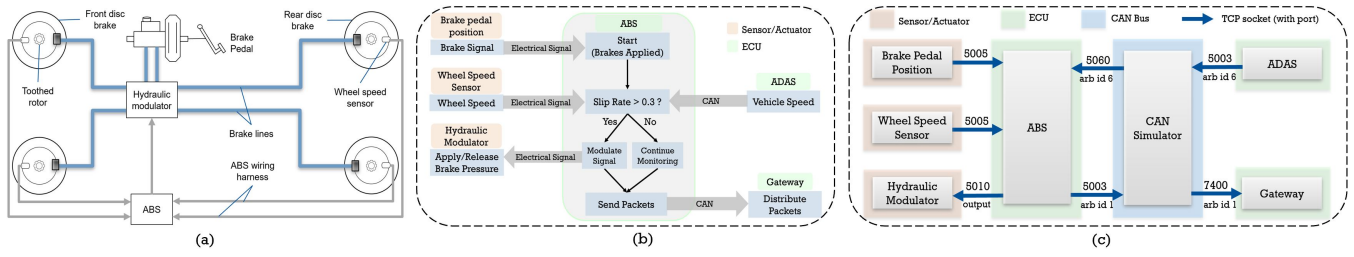 Front disc
brake
Rear disc
brake
Brake
Pedal
Toothed
rotor
Hydraulic
modulator
Wheel speed
sensor
Brake lines
ABS wiring
harness
ABS
(a)
Brake pedal
position
Brake Signal
Electrical Signal
ABS
Start
(Brakes Applied)
Sensor/Actuator
ECU
Wheel Speed
Sensor
Wheel Speed
Electrical Signal
Slip Rate > 0.3 ?
CAN
ADAS
Vehicle Speed
Yes
No
Hydraulic
Modulator
Apply/Release
Brake Pressure
Electrical Signal
Modulate
Signal
Continue
Monitoring
Send Packets
CAN
Gateway
Distribute
Packets
(b)
Sensor/Actuator
ECU
CAN Bus
TCP socket (with port)
Brake Pedal
Position
5005
5060
arb id 6
5003
arb id 6
ADAS
Wheel Speed
Sensor
5005
ABS
CAN
Simulator
Hydraulic
Modulator
5010
output
5003
arb id 1
7400
arb id 1
Gateway
(c)